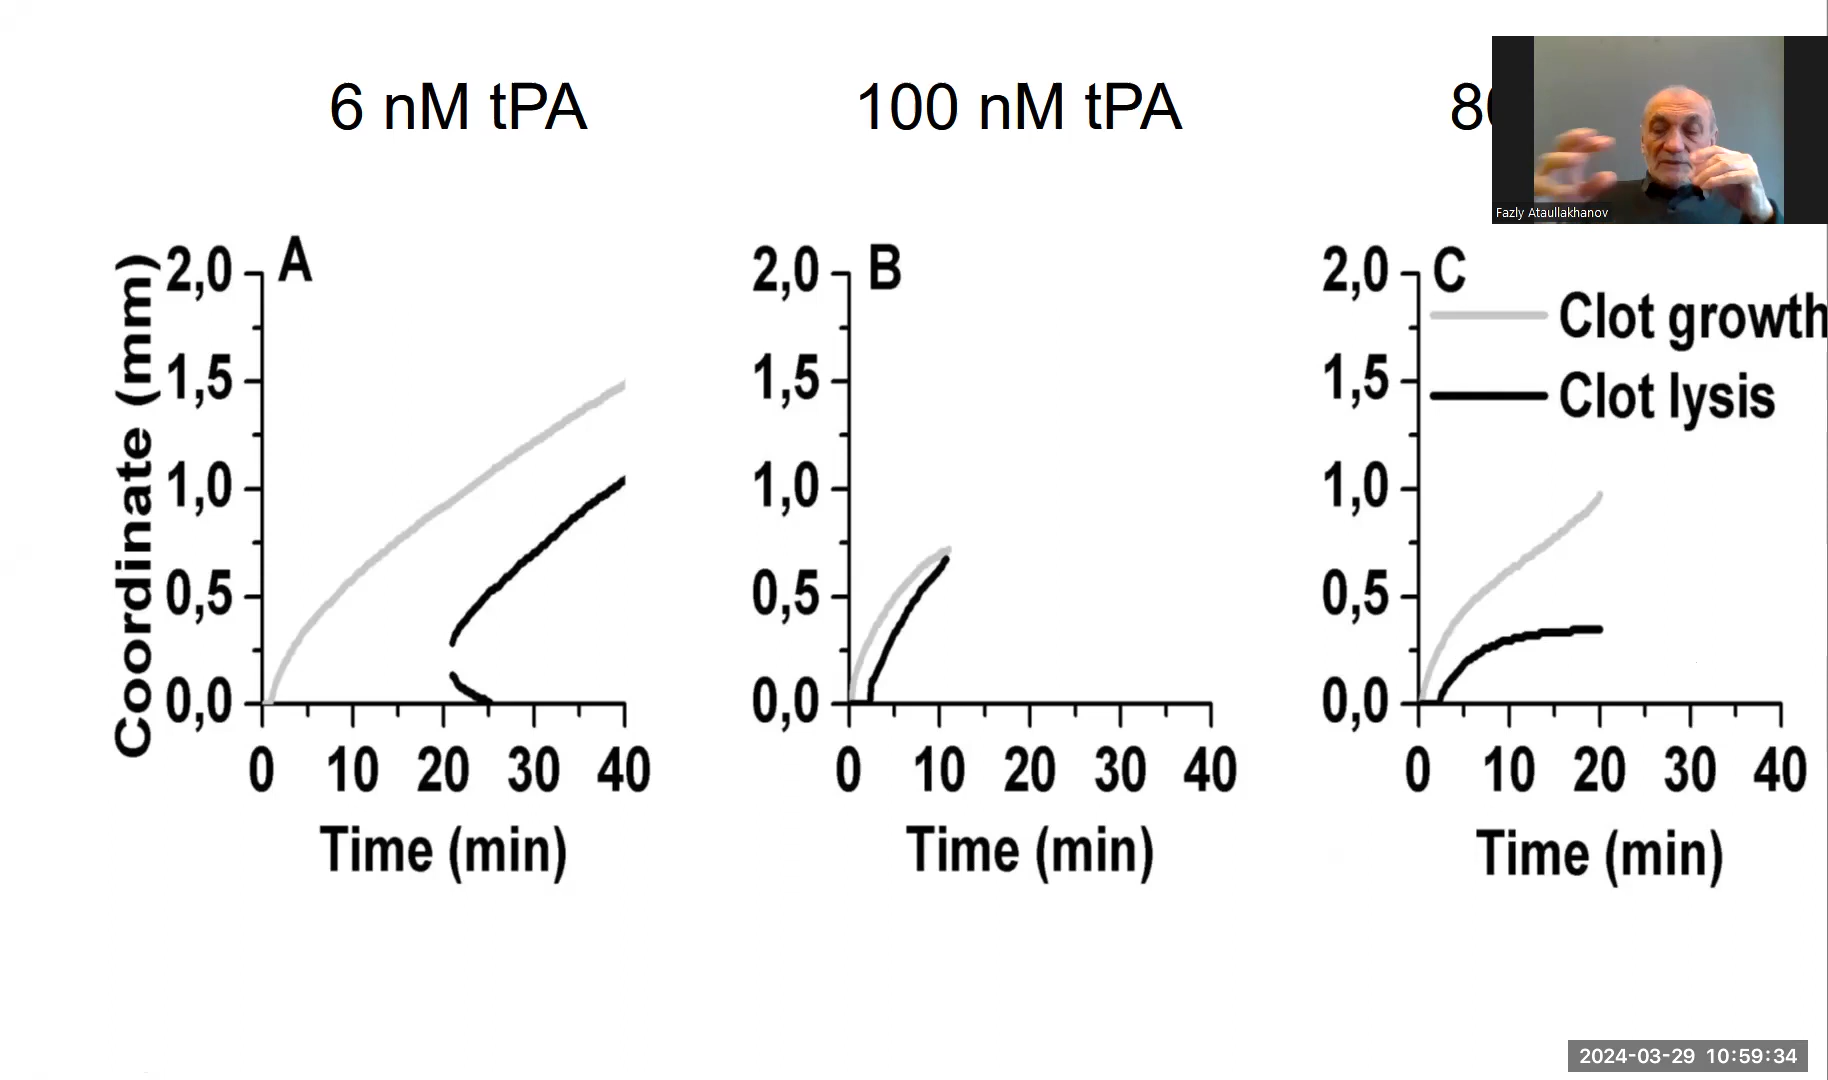 6 nM tPA
100 nM tPA
Fazly Ataullakhanov
Coordinate (mm)
A
2,0
1,5
1,0
0,5
0,0
0 10 20 30 40
Time (min)
B
2,0
1,5
1,0
0,5
0,0
0 10 20 30 40
Time (min)
C
Clot growth
Clot lysis
2,0
1,5
1,0
0,5
0,0
0 10 20 30 40
Time (min)
2024-03-29 10:59:34